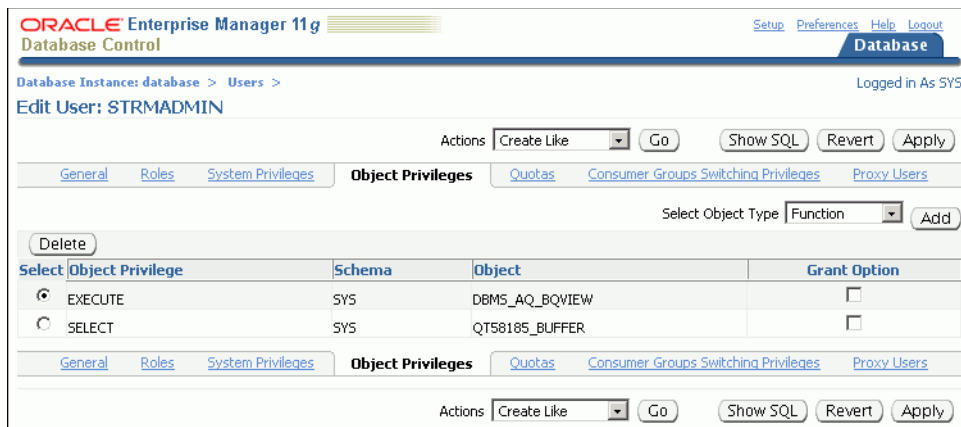 ORACLE Enterprise Manager 11g
Database Control
Setup Preferences Help Logout
Database
Database Instance: database > Users >
Logged in As SYS
Edit User: STRMADMIN
Actions Create Like Go Show SQL Revert Apply
General Roles System Privileges Object Privileges Quotas Consumer Groups Switching Privileges Proxy Users
Select Object Type Function Add
Delete
Select Object Privilege Schema Object Grant Option
EXECUTE SYS DBMS_AQ_BQVIEW
SELECT SYS QT58185_BUFFER
General Roles System Privileges Object Privileges Quotas Consumer Groups Switching Privileges Proxy Users
Actions Create Like Go Show SQL Revert Apply